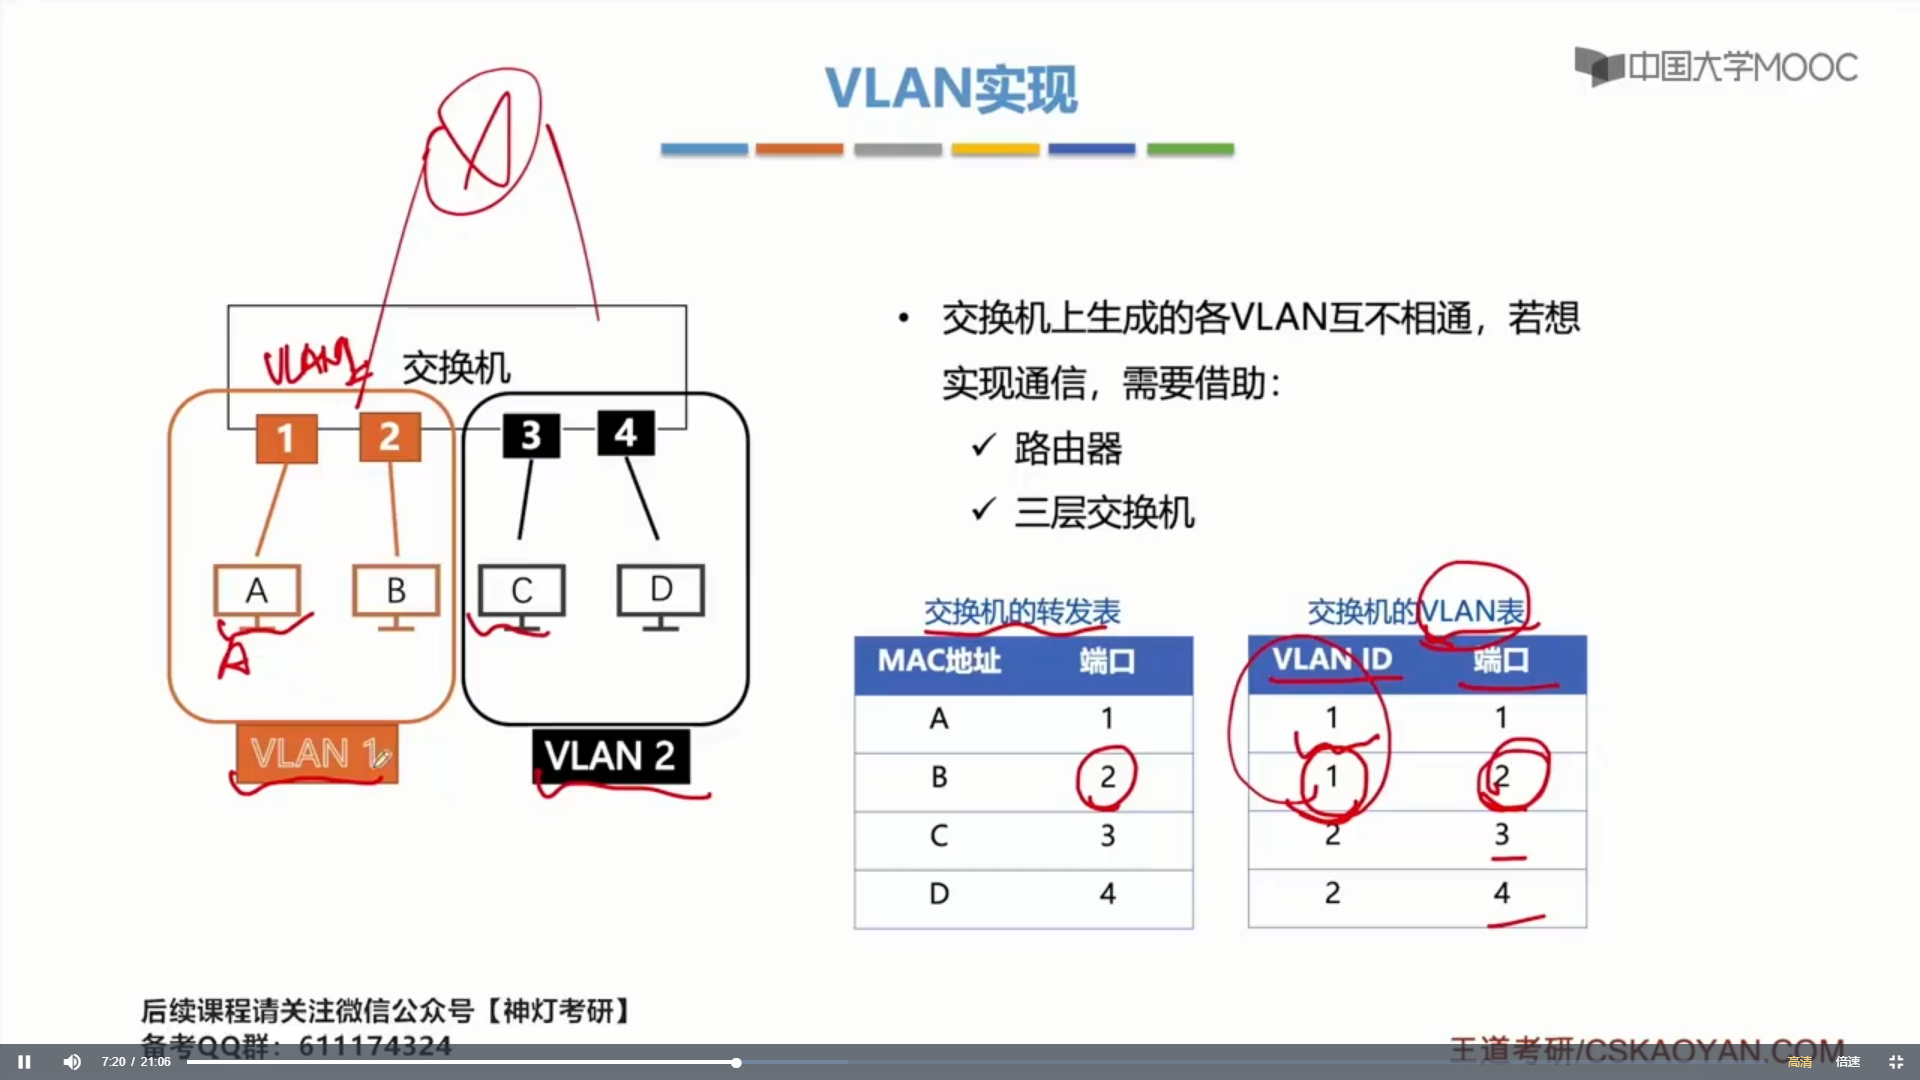 中国大学MOOC
VLAN实现
交换机上生成的各VLAN互不相通，若想
实现通信，需要借助：
✓ 路由器
✓ 三层交换机
VLAN
交换机
1 2 3 4
A B C D
A
VLAN 1 VLAN 2
交换机的转发表
MAC地址 端口
A 1
B 2
C 3
D 4
交换机的VLAN表
VLAN ID 端口
1 1
1 2
2 3
2 4
后续课程请关注微信公众号【神灯考研】
备考QQ群：611174324
王道考研/CSKAOYAN.COM
7:20 / 21:06
高清 倍速